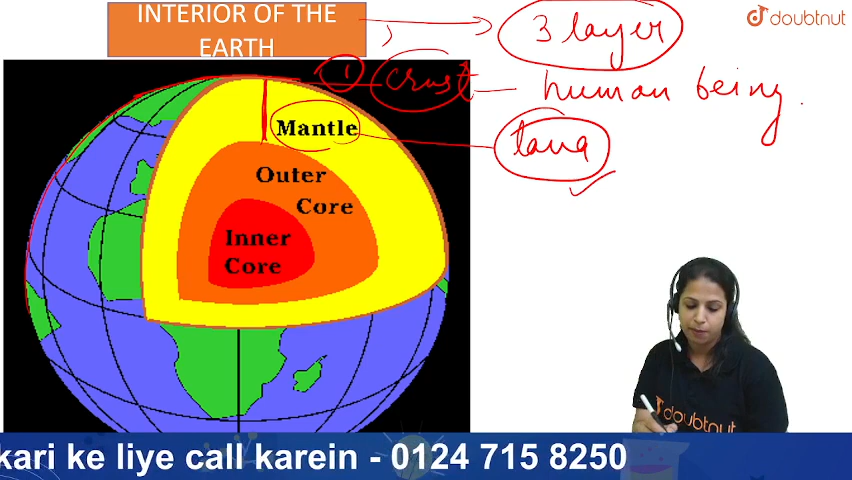 INTERIOR OF THE
EARTH
3 layer
doubtnut
① crust
human being.
Mantle
lava
Outer
Core
Inner
Core
doubtnut
kari ke liye call karein - 0124 715 8250